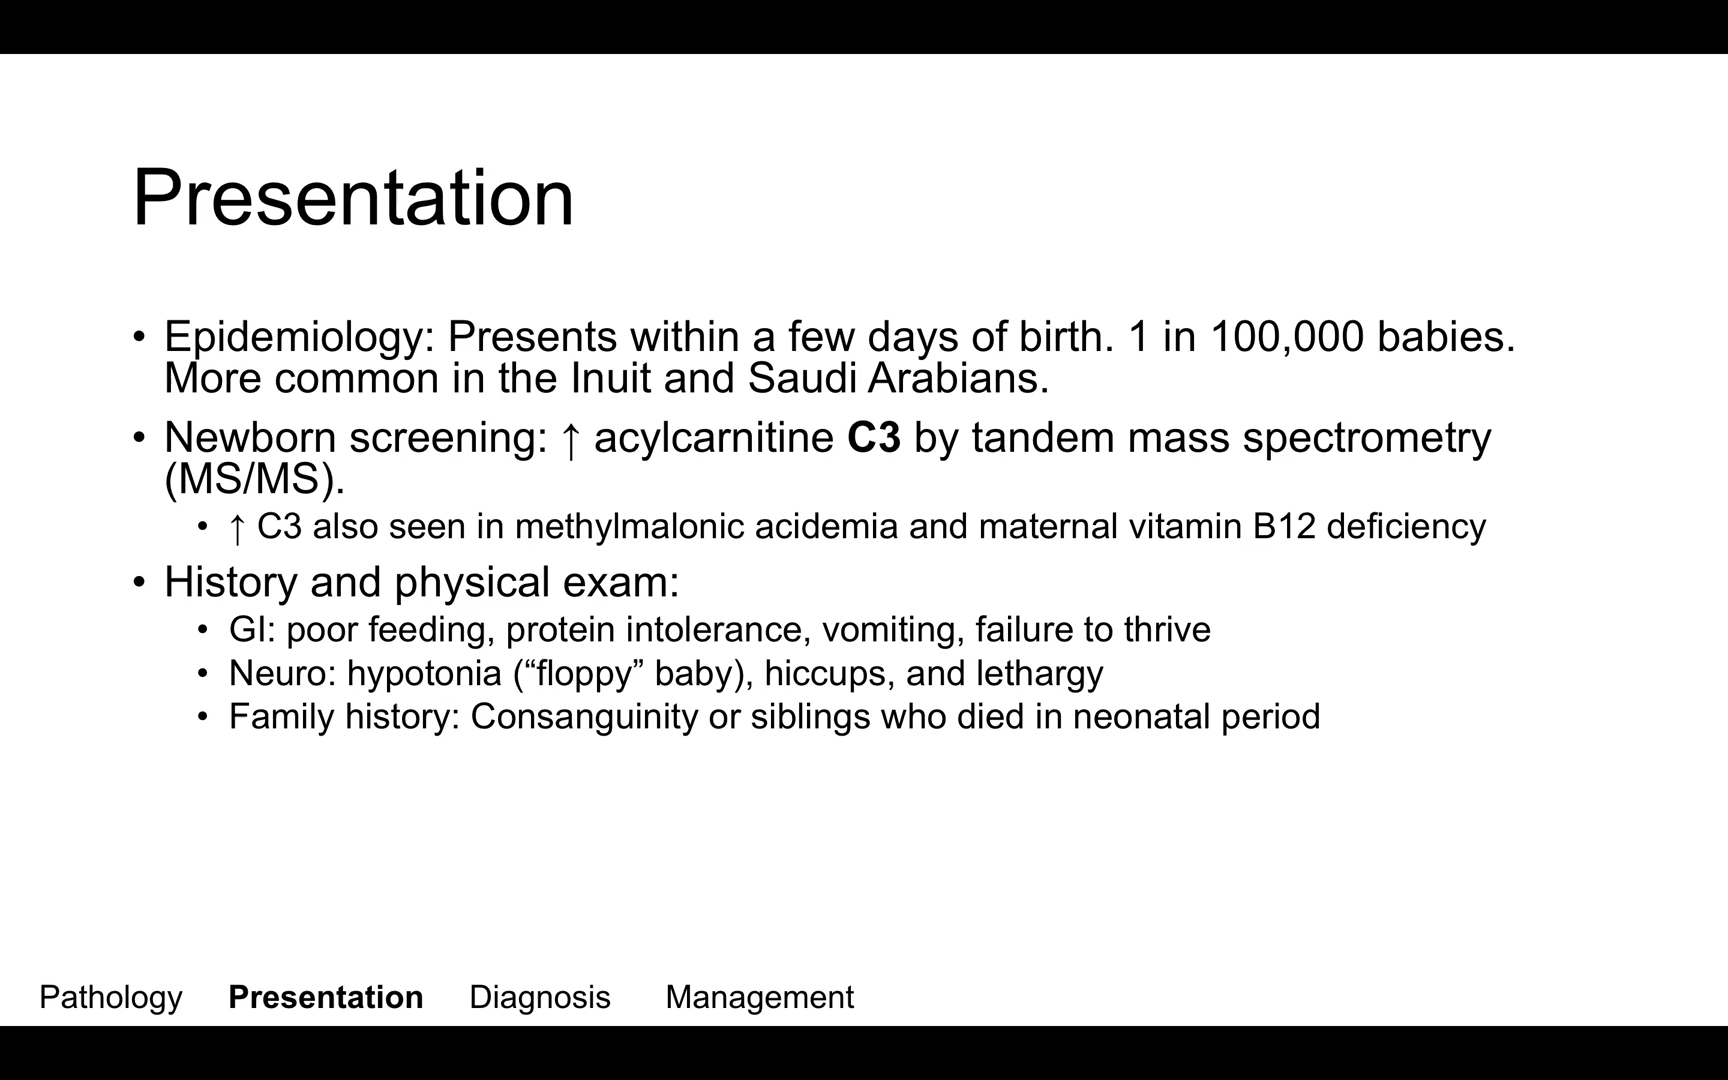 Presentation
• Epidemiology: Presents within a few days of birth. 1 in 100,000 babies.
More common in the Inuit and Saudi Arabians.
• Newborn screening: ↑ acylcarnitine C3 by tandem mass spectrometry
(MS/MS).
• ↑ C3 also seen in methylmalonic acidemia and maternal vitamin B12 deficiency
• History and physical exam:
• GI: poor feeding, protein intolerance, vomiting, failure to thrive
• Neuro: hypotonia (“floppy” baby), hiccups, and lethargy
• Family history: Consanguinity or siblings who died in neonatal period
Pathology Presentation Diagnosis Management